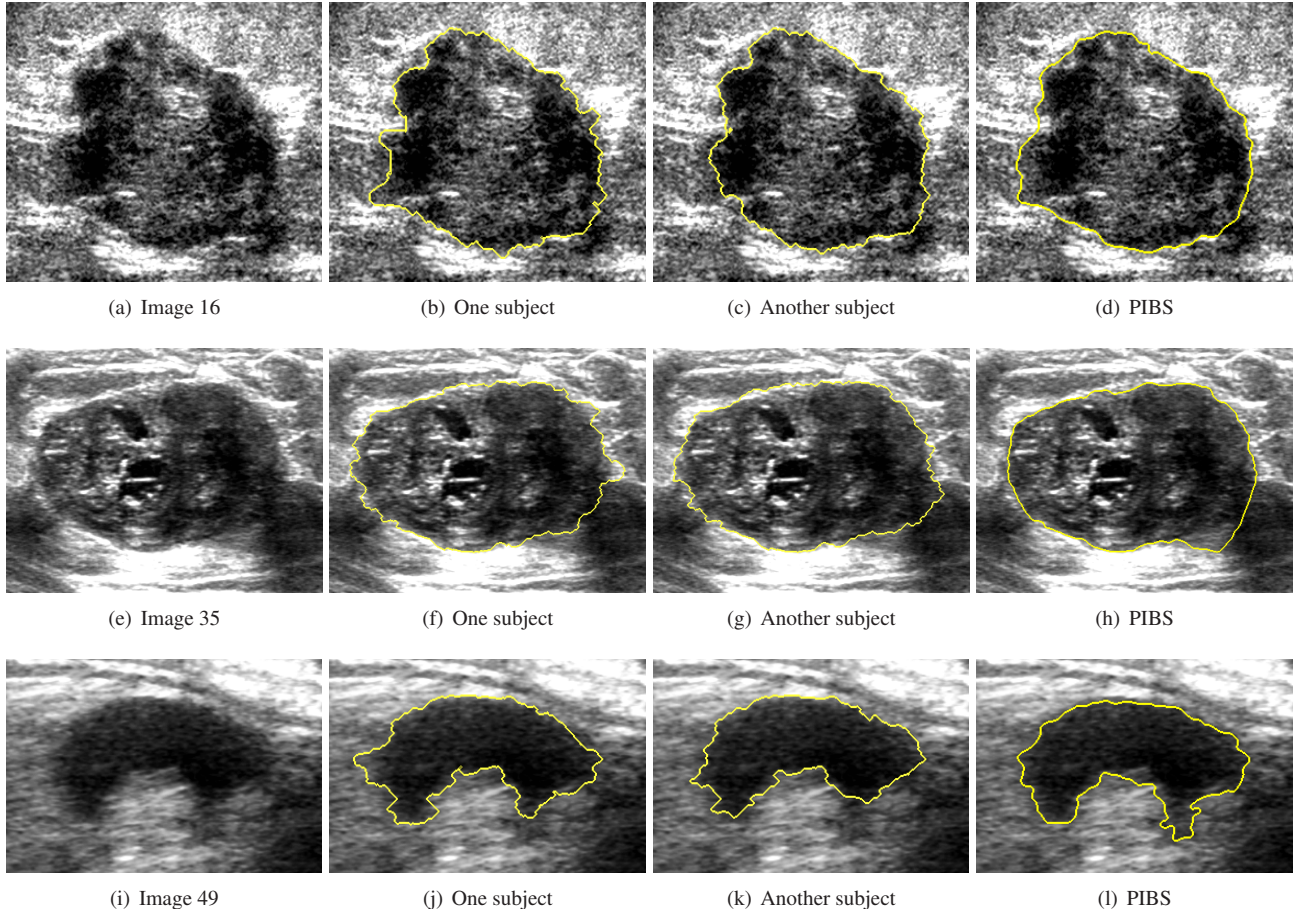 (a) Image 16 (b) One subject (c) Another subject (d) PIBS
(e) Image 35 (f) One subject (g) Another subject (h) PIBS
(i) Image 49 (j) One subject (k) Another subject (l) PIBS